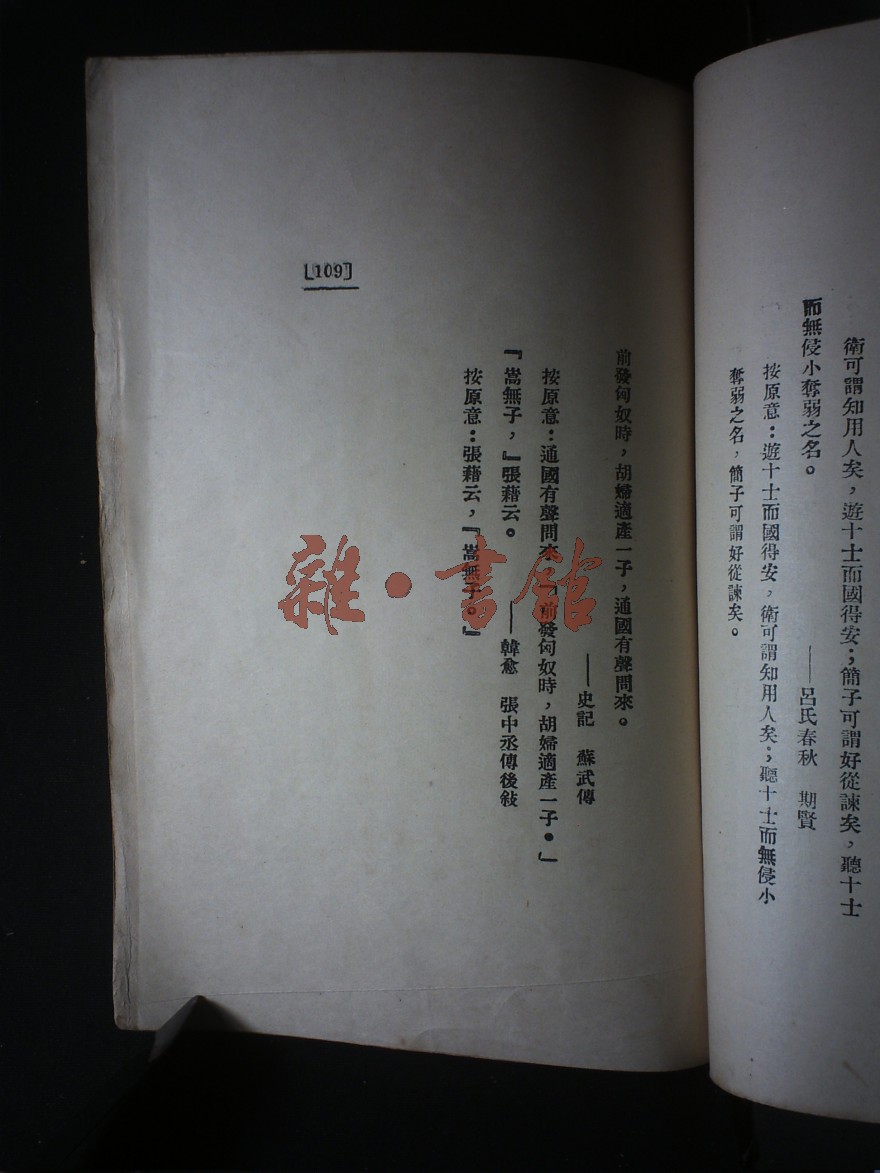 衛可謂知用人矣，遊十士而國得安；簡子可謂好從諫矣，聽十士
而無侵小奪弱之名。　——呂氏春秋　期賢
按原意：遊十士而國得安，衛可謂知用人矣；聽十士而無侵小
奪弱之名，簡子可謂好從諫矣。
前發匈奴時，胡婦適產一子，通國有聲問來。
——史記　蘇武傳
按原意：通國有聲問來「前發匈奴時，胡婦適產一子。」
「嵩無子，」張藉云。　——韓愈　張中丞傳後敍
按原意：張藉云，「嵩無子。」
[109]
雜·書館